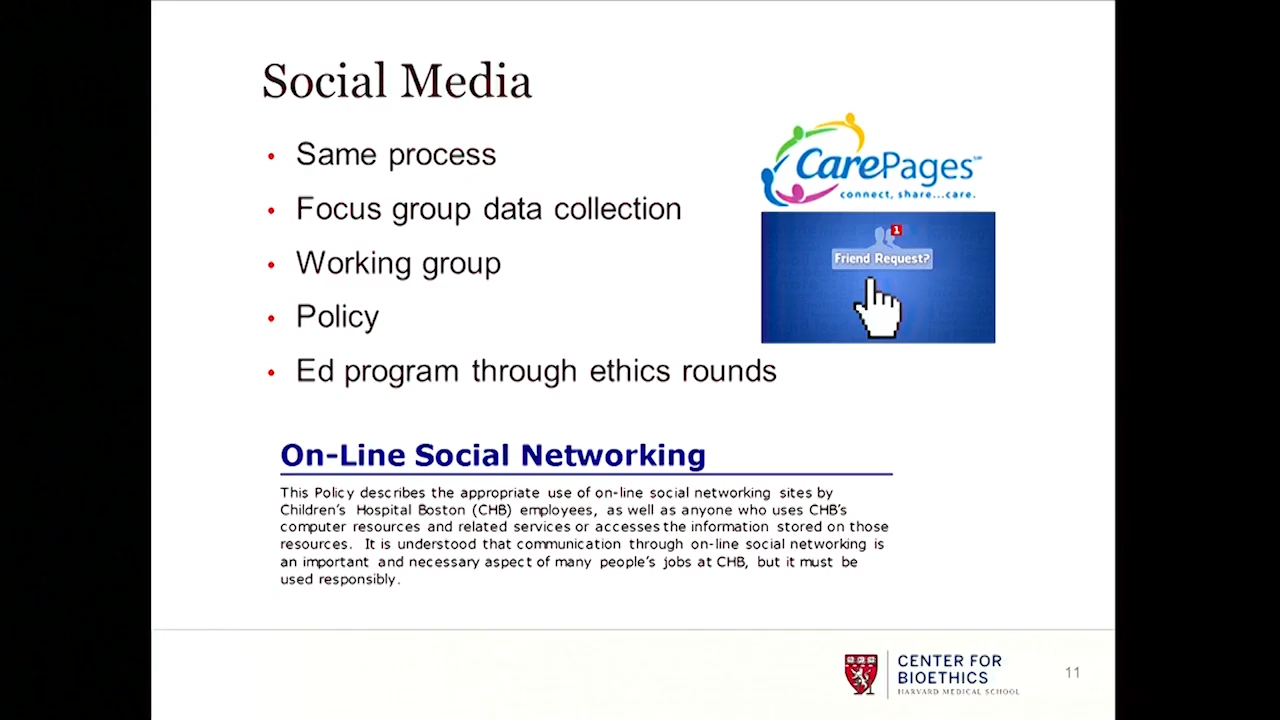 Social Media
• Same process
• Focus group data collection
• Working group
• Policy
• Ed program through ethics rounds
CarePages℠
connect, share...care.
1
Friend Request?
On-Line Social Networking
This Policy describes the appropriate use of on-line social networking sites by
Children's Hospital Boston (CHB) employees, as well as anyone who uses CHB's
computer resources and related services or accesses the information stored on those
resources. It is understood that communication through on-line social networking is
an important and necessary aspect of many people's jobs at CHB, but it must be
used responsibly.
CENTER FOR
BIOETHICS
HARVARD MEDICAL SCHOOL
11